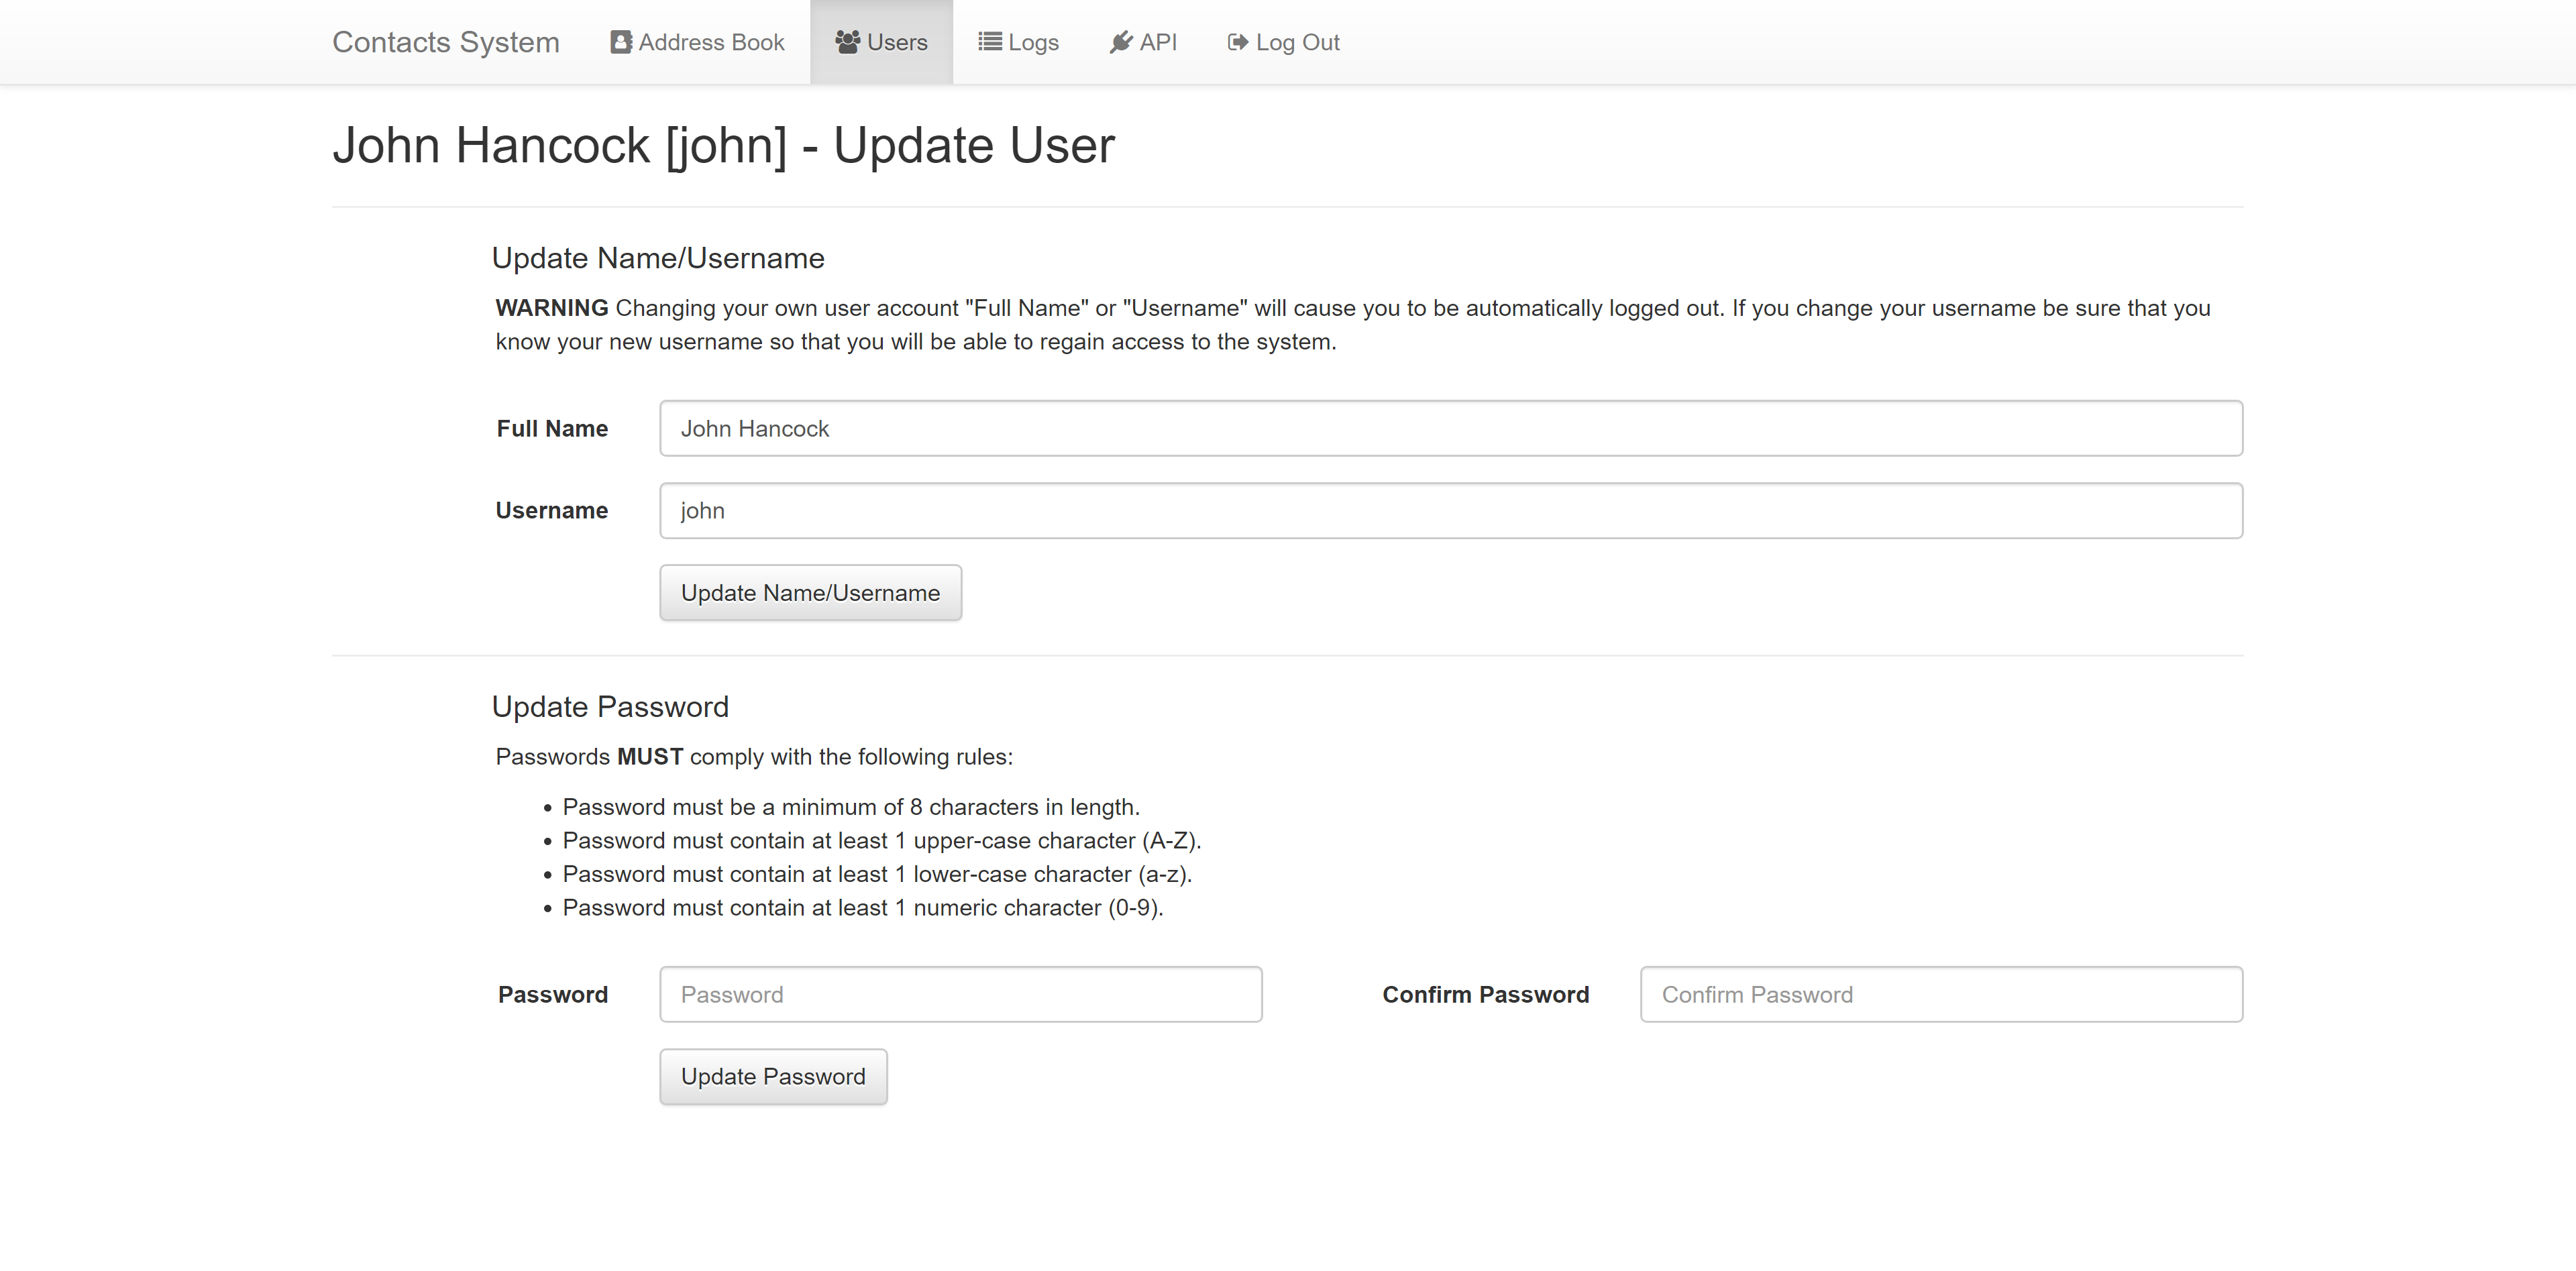 Contacts System Address Book Users Logs API Log Out
John Hancock [john] - Update User
Update Name/Username
WARNING Changing your own user account "Full Name" or "Username" will cause you to be automatically logged out. If you change your username be sure that you
know your new username so that you will be able to regain access to the system.
Full Name John Hancock
Username john
Update Name/Username
Update Password
Passwords MUST comply with the following rules:
• Password must be a minimum of 8 characters in length.
• Password must contain at least 1 upper-case character (A-Z).
• Password must contain at least 1 lower-case character (a-z).
• Password must contain at least 1 numeric character (0-9).
Password Password Confirm Password Confirm Password
Update Password